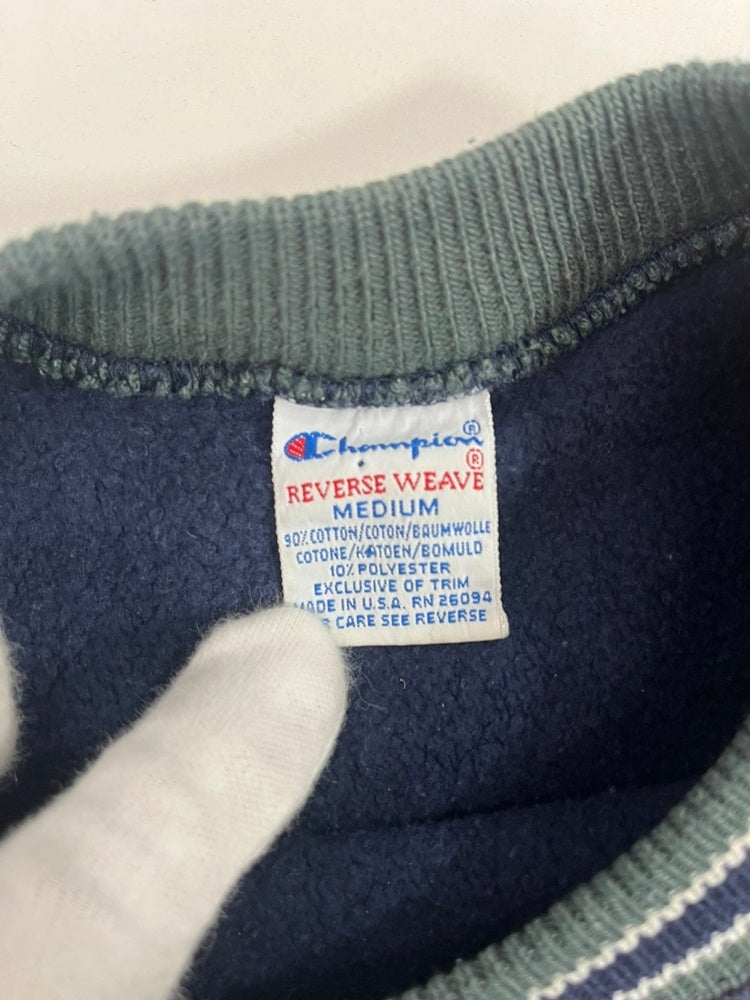 Champion®
REVERSE WEAVE®
MEDIUM
90% COTTON/COTON/BAUMWOLLE
COTONE/KATOEN/BOMULD
10% POLYESTER
EXCLUSIVE OF TRIM
MADE IN U.S.A. RN 26094
CARE SEE REVERSE